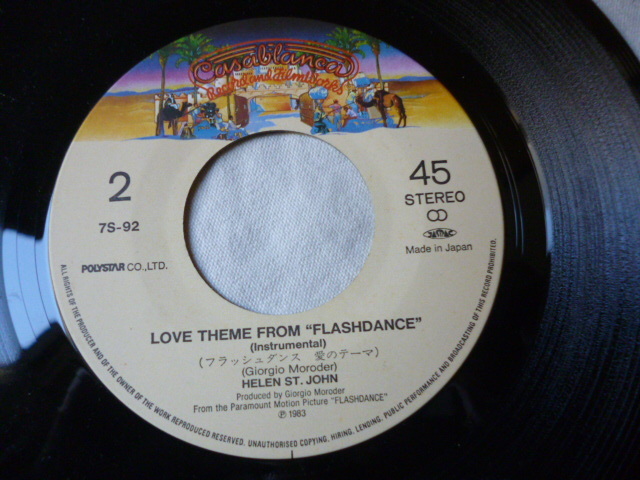 Casablanca
Record and FilmWorks
2
45
STEREO
7S-92
JASRAC
Made in Japan
POLYSTAR CO.,LTD.
LOVE THEME FROM "FLASHDANCE"
(Instrumental)
(フラッシュダンス 愛のテーマ)
(Giorgio Moroder)
HELEN ST. JOHN
Produced by Giorgio Moroder
From the Paramount Motion Picture "FLASHDANCE"
℗ 1983
ALL RIGHTS OF THE PRODUCER AND OF THE OWNER OF THE WORK REPRODUCED RESERVED. UNAUTHORISED COPYING, HIRING, LENDING, PUBLIC PERFORMANCE AND BROADCASTING OF THIS RECORD PROHIBITED.